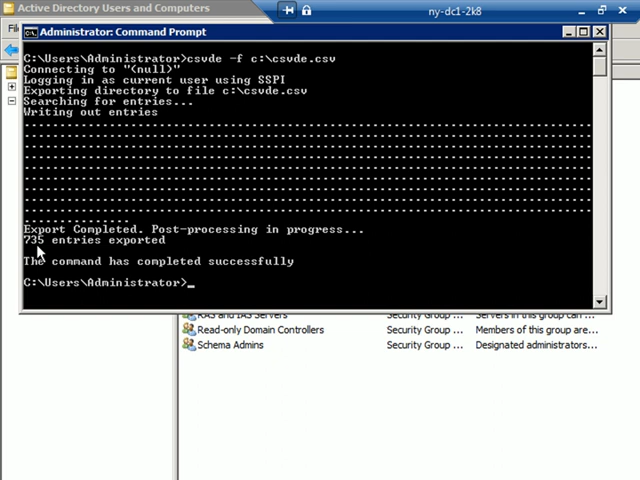 Active Directory Users and Computers
ny-dc1-2k8
Administrator: Command Prompt
C:\Users\Administrator>csvde -f c:\csvde.csv
Connecting to "(null)"
Logging in as current user using SSPI
Exporting directory to file c:\csvde.csv
Searching for entries...
Writing out entries
Export Completed. Post-processing in progress...
735 entries exported
The command has completed successfully
C:\Users\Administrator>_
RAS and IAS Servers Security Group ... Servers in this group can ...
Read-only Domain Controllers Security Group ... Members of this group are...
Schema Admins Security Group ... Designated administrators...